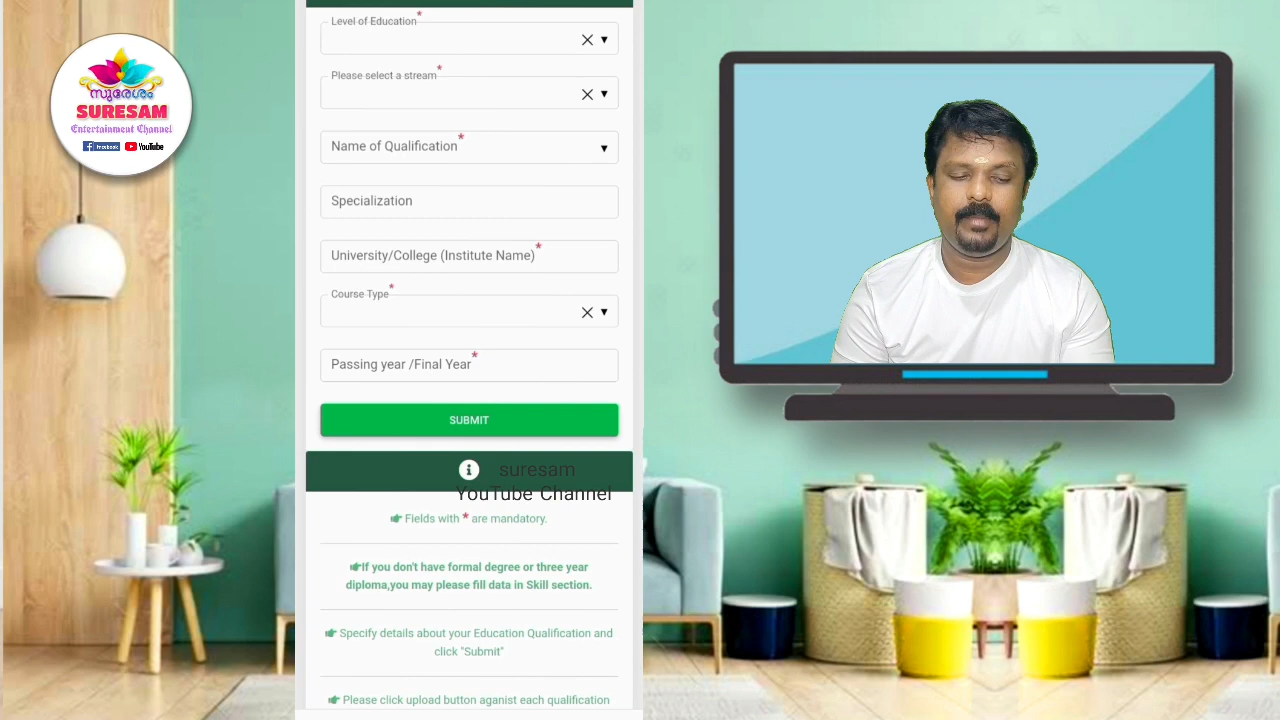 സുരേശം
SURESAM
Entertainment Channel
facebook YouTube
Level of Education*
Please select a stream*
Name of Qualification*
Specialization
University/College (Institute Name)*
Course Type*
Passing year /Final Year*
SUBMIT
suresam
YouTube Channel
Fields with * are mandatory.
If you don't have formal degree or three year
diploma,you may please fill data in Skill section.
Specify details about your Education Qualification and
click "Submit"
Please click upload button aganist each qualification